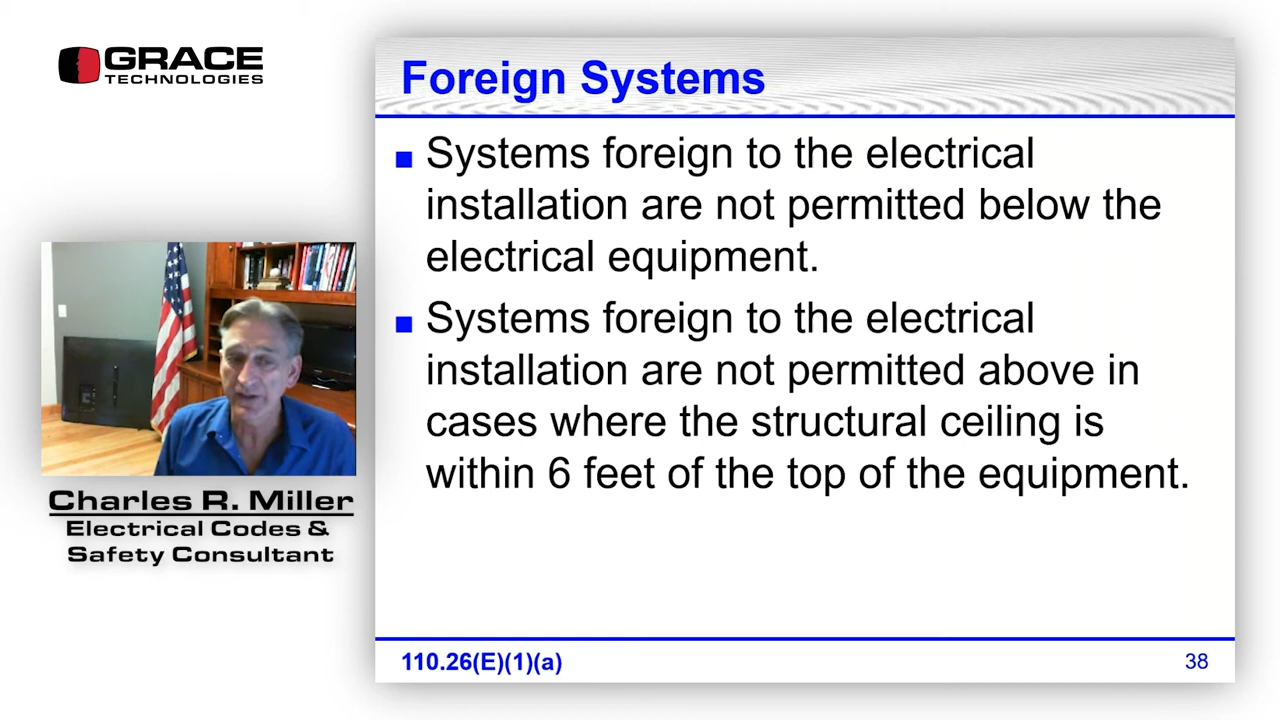 GRACE
TECHNOLOGIES
Foreign Systems
Systems foreign to the electrical
installation are not permitted below the
electrical equipment.
Systems foreign to the electrical
installation are not permitted above in
cases where the structural ceiling is
within 6 feet of the top of the equipment.
Charles R. Miller
Electrical Codes &
Safety Consultant
110.26(E)(1)(a)
38